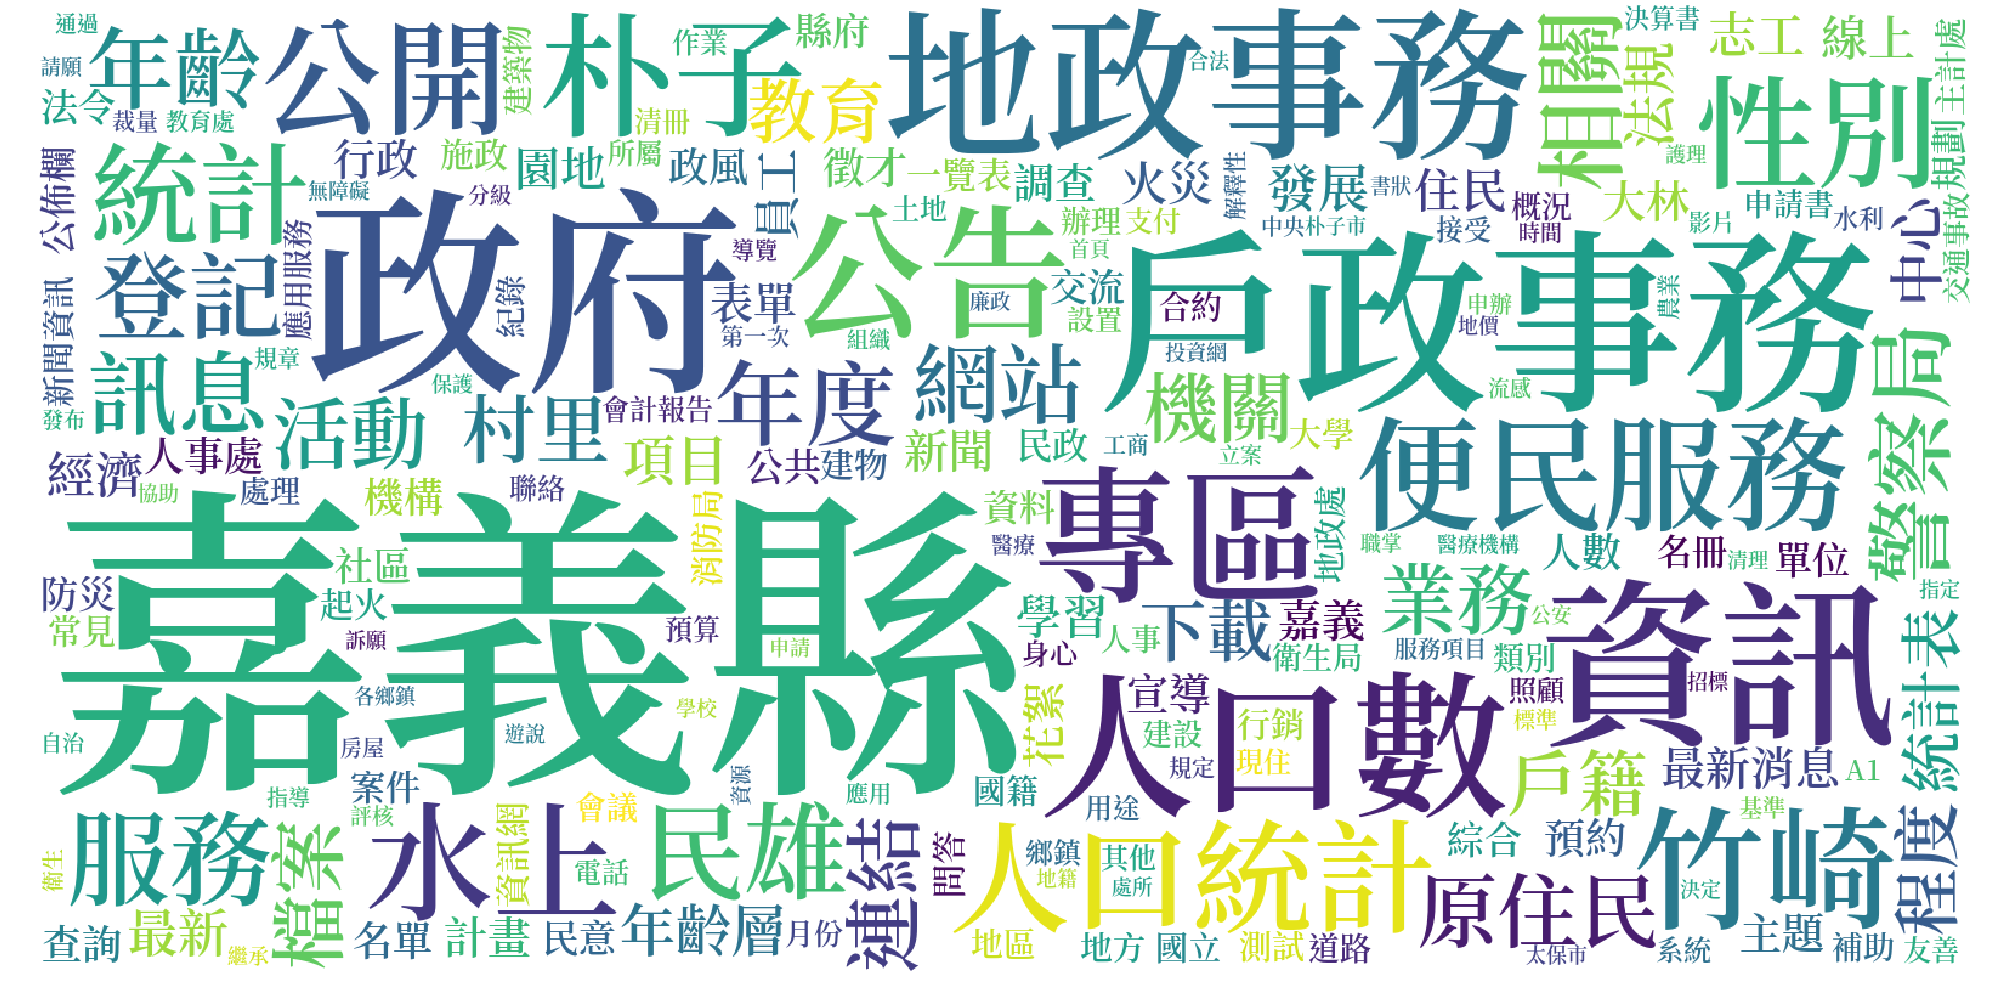 通過
請願
年齡
法令
裁量
教育處
公開
建築物
朴子
作業
縣府
教育
清冊
地政事務
合法
相關
決算書
志工
線上
法規
性別
主計處
規劃
交通事故
護理
公佈欄
統計
行政
無障礙
施政
分級
園地
所屬
政風
員工
徵才
一覽表
土地
調查
火災
解釋性
發展
中央
朴子市
書狀
住民
接受
概況
時間
大林
影片
申請書
水利
中心
新聞資訊
登記
應用服務
政府
紀錄
表單
導覽
第一次
公告
辦理
支付
首頁
廉政
組織
交流
設置
合約
投資網
戶政事務
申辦
地價
農業
流感
訊息
規章
發布
活動
保護
村里
會計報告
年度
網站
機關
大學
警察局
經濟
人事處
協助
處理
機構
聯絡
項目
公共
建物
新聞
民政
工商
立案
便民服務
嘉義縣
消防局
資料
醫療
專區
地政處
職掌
醫療機構
人數
名冊
清理
單位
指定
防災
社區
起火
常見
訴願
預算
申請
學習
身心
人事
下載
嘉義
衛生局
業務
服務項目
公安
類別
資訊
招標
統計表
自治
各鄉鎮
房屋
遊說
學校
資源
花絮
宣導
建設
規定
人口數
行銷
現住
照顧
標準
戶籍
最新消息
A1
基準
案件
指導
評核
服務
水上
會議
資訊網
電話
民雄
應用
連結
國籍
用途
問答
鄉鎮
地籍
其他
處所
人口統計
綜合
預約
竹崎
程度
衛生
查詢
最新
繼承
檔案
名單
計畫
民意
年齡層
月份
地區
地方
國立
測試
道路
原住民
太保市
決定
系統
主題
補助
友善